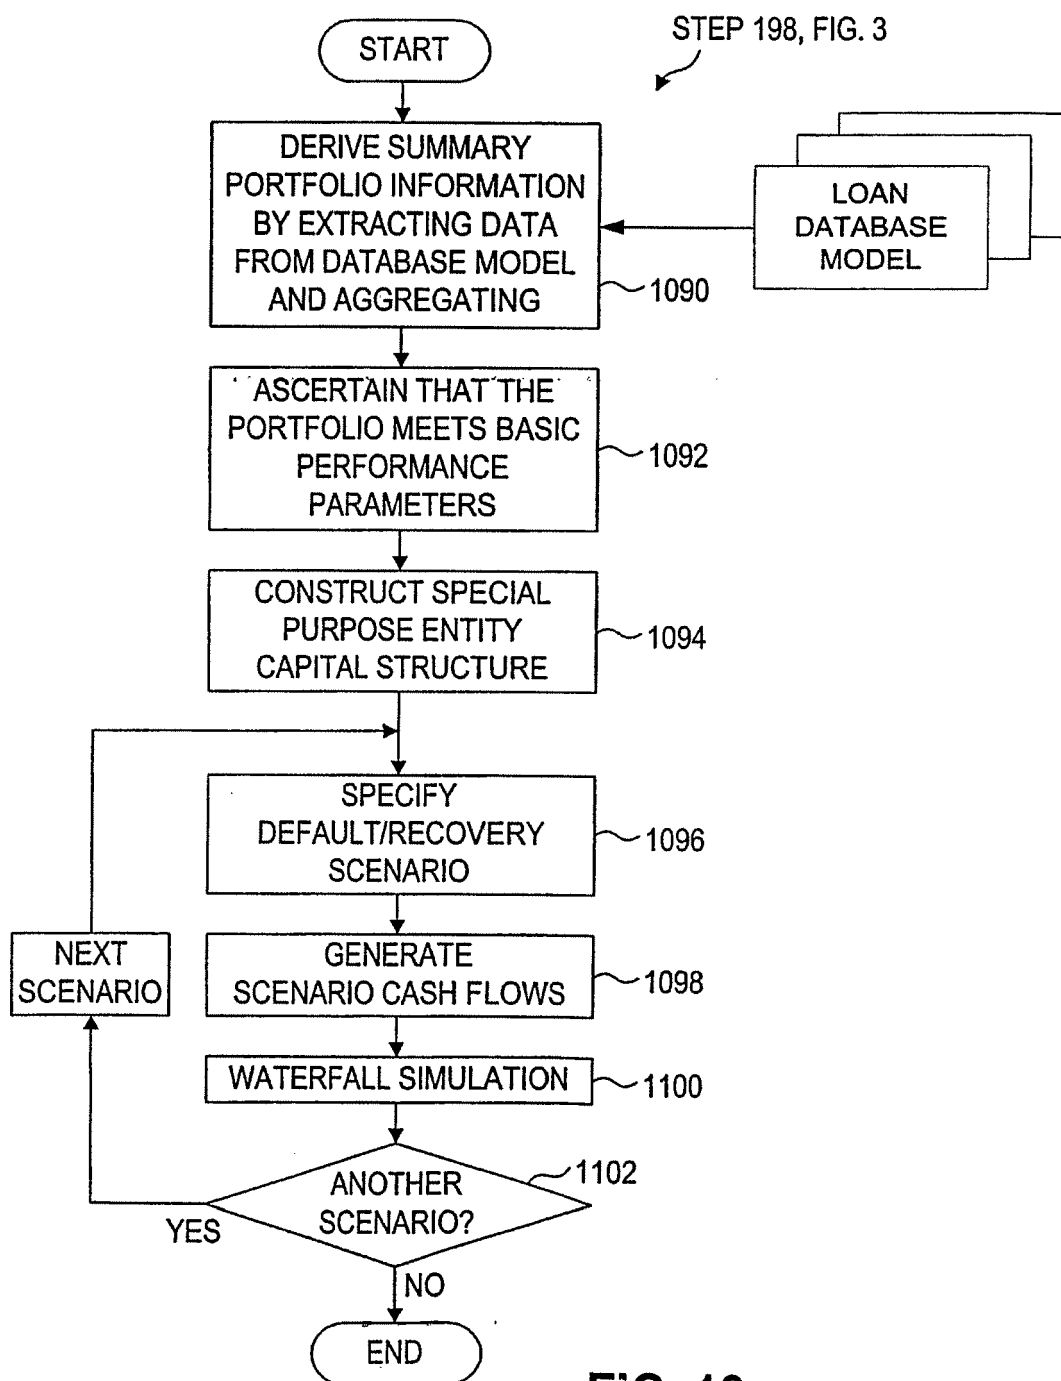 START
STEP 198, FIG. 3
DERIVE SUMMARY
PORTFOLIO INFORMATION
BY EXTRACTING DATA
FROM DATABASE MODEL
AND AGGREGATING
1090
LOAN
DATABASE
MODEL
ASCERTAIN THAT THE
PORTFOLIO MEETS BASIC
PERFORMANCE
PARAMETERS
1092
CONSTRUCT SPECIAL
PURPOSE ENTITY
CAPITAL STRUCTURE
1094
SPECIFY
DEFAULT/RECOVERY
SCENARIO
1096
NEXT
SCENARIO
GENERATE
SCENARIO CASH FLOWS
1098
WATERFALL SIMULATION
1100
ANOTHER
SCENARIO?
1102
YES
NO
END